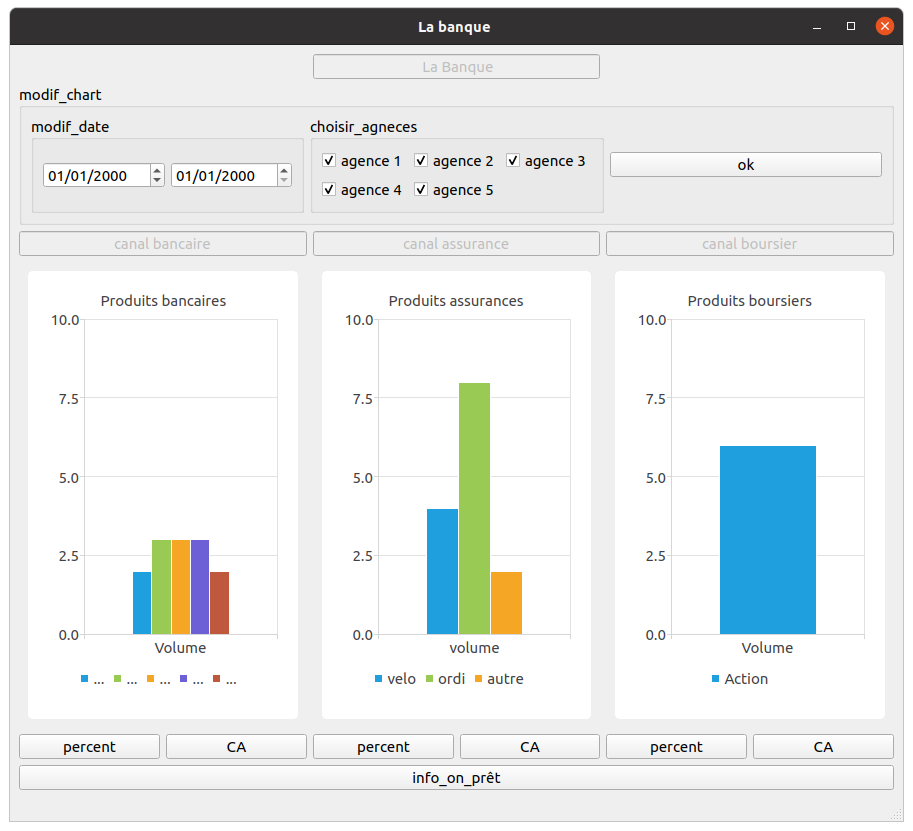 La banque
La Banque
modif_chart
modif_date choisir_agneces
01/01/2000 01/01/2000 agence 1 agence 2 agence 3 ok
agence 4 agence 5
canal bancaire canal assurance canal boursier
Produits bancaires
10.0
7.5
5.0
2.5
0.0
Volume
... ... ... ... ...
Produits assurances
10.0
7.5
5.0
2.5
0.0
volume
velo ordi autre
Produits boursiers
10.0
7.5
5.0
2.5
0.0
Volume
Action
percent CA percent CA percent CA
info_on_prêt